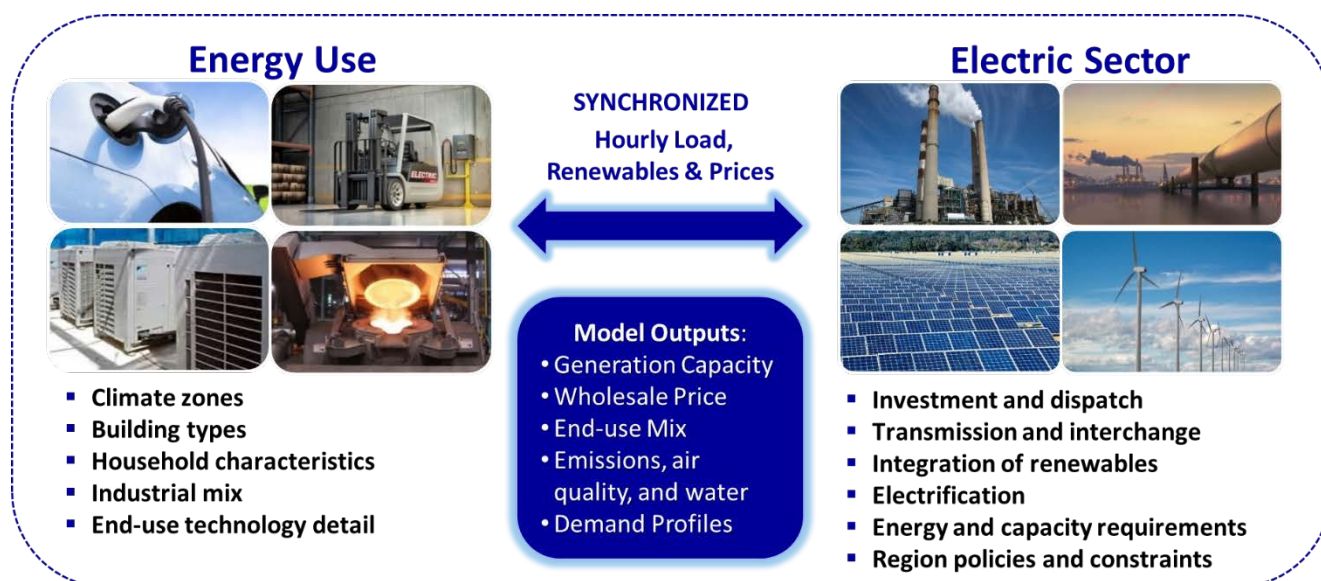 Energy Use
ELECTRIC
Climate zones
Building types
Household characteristics
Industrial mix
End-use technology detail
SYNCHRONIZED
Hourly Load,
Renewables & Prices
Model Outputs:
• Generation Capacity
• Wholesale Price
• End-use Mix
• Emissions, air
quality, and water
• Demand Profiles
Electric Sector
Investment and dispatch
Transmission and interchange
Integration of renewables
Electrification
Energy and capacity requirements
Region policies and constraints